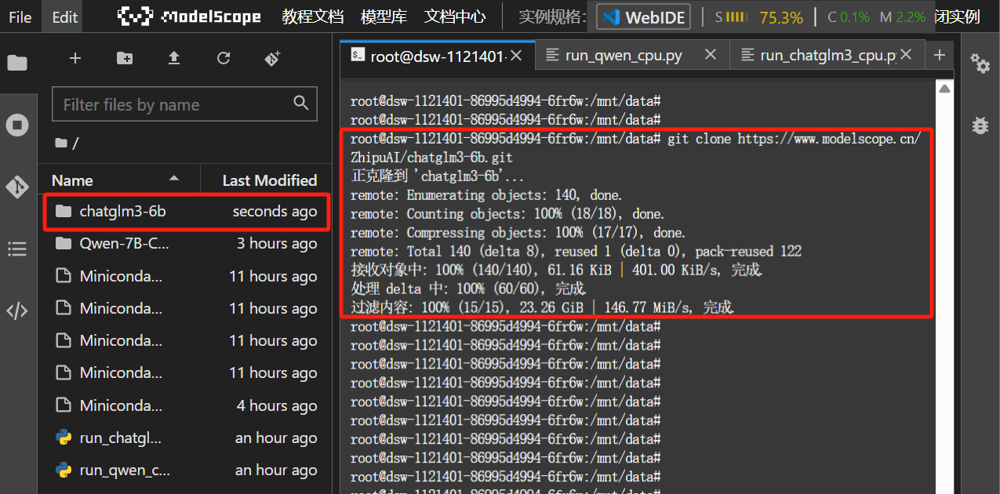 File Edit ModelScope 教程文档 模型库 文档中心 实例规格: WebIDE S 75.3% C 0.1% M 2.2% 闭实例
root@dsw-1121401- run_qwen_cpu.py run_chatglm3_cpu.p
Filter files by name
/
Name Last Modified
chatglm3-6b seconds ago
Qwen-7B-C... 3 hours ago
Miniconda... 11 hours ago
Miniconda... 11 hours ago
Miniconda... 11 hours ago
Miniconda... 11 hours ago
Miniconda... 4 hours ago
run_chatgl... an hour ago
run_qwen_c... an hour ago
root@dsw-1121401-86995d4994-6fr6w:/mnt/data#
root@dsw-1121401-86995d4994-6fr6w:/mnt/data#
root@dsw-1121401-86995d4994-6fr6w:/mnt/data# git clone https://www.modelscope.cn/
ZhipuAI/chatglm3-6b.git
正克隆到 'chatglm3-6b'...
remote: Enumerating objects: 140, done.
remote: Counting objects: 100% (18/18), done.
remote: Compressing objects: 100% (17/17), done.
remote: Total 140 (delta 8), reused 1 (delta 0), pack-reused 122
接收对象中: 100% (140/140), 61.16 KiB | 401.00 KiB/s, 完成.
处理 delta 中: 100% (60/60), 完成.
过滤内容: 100% (15/15), 23.26 GiB | 146.77 MiB/s, 完成.
root@dsw-1121401-86995d4994-6fr6w:/mnt/data#
root@dsw-1121401-86995d4994-6fr6w:/mnt/data#
root@dsw-1121401-86995d4994-6fr6w:/mnt/data#
root@dsw-1121401-86995d4994-6fr6w:/mnt/data#
root@dsw-1121401-86995d4994-6fr6w:/mnt/data#
root@dsw-1121401-86995d4994-6fr6w:/mnt/data#
root@dsw-1121401-86995d4994-6fr6w:/mnt/data#
root@dsw-1121401-86995d4994-6fr6w:/mnt/data#
root@dsw-1121401-86995d4994-6fr6w:/mnt/data#